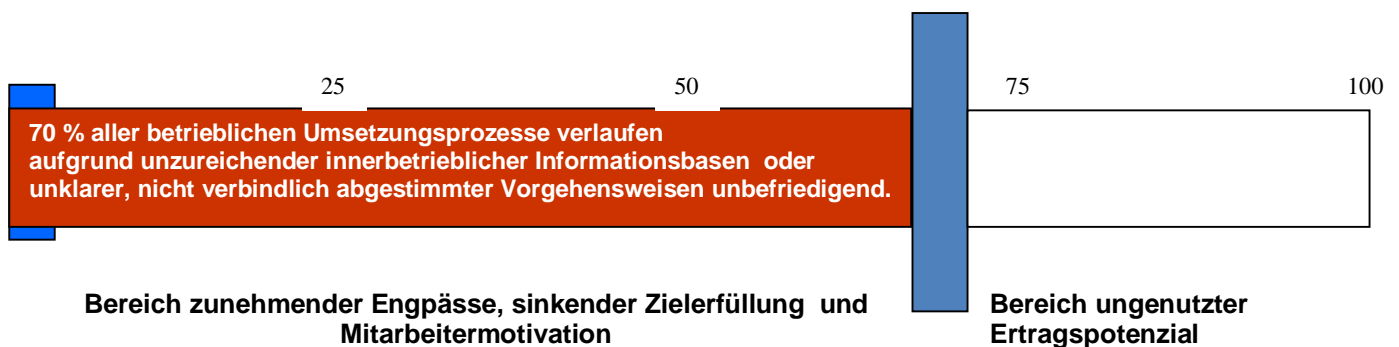 25 50 75 100
70 % aller betrieblichen Umsetzungsprozesse verlaufen
aufgrund unzureichender innerbetrieblicher Informationsbasen oder
unklarer, nicht verbindlich abgestimmter Vorgehensweisen unbefriedigend.
Bereich zunehmender Engpässe, sinkender Zielerfüllung und
Mitarbeitermotivation
Bereich ungenutzter
Ertragspotenzial